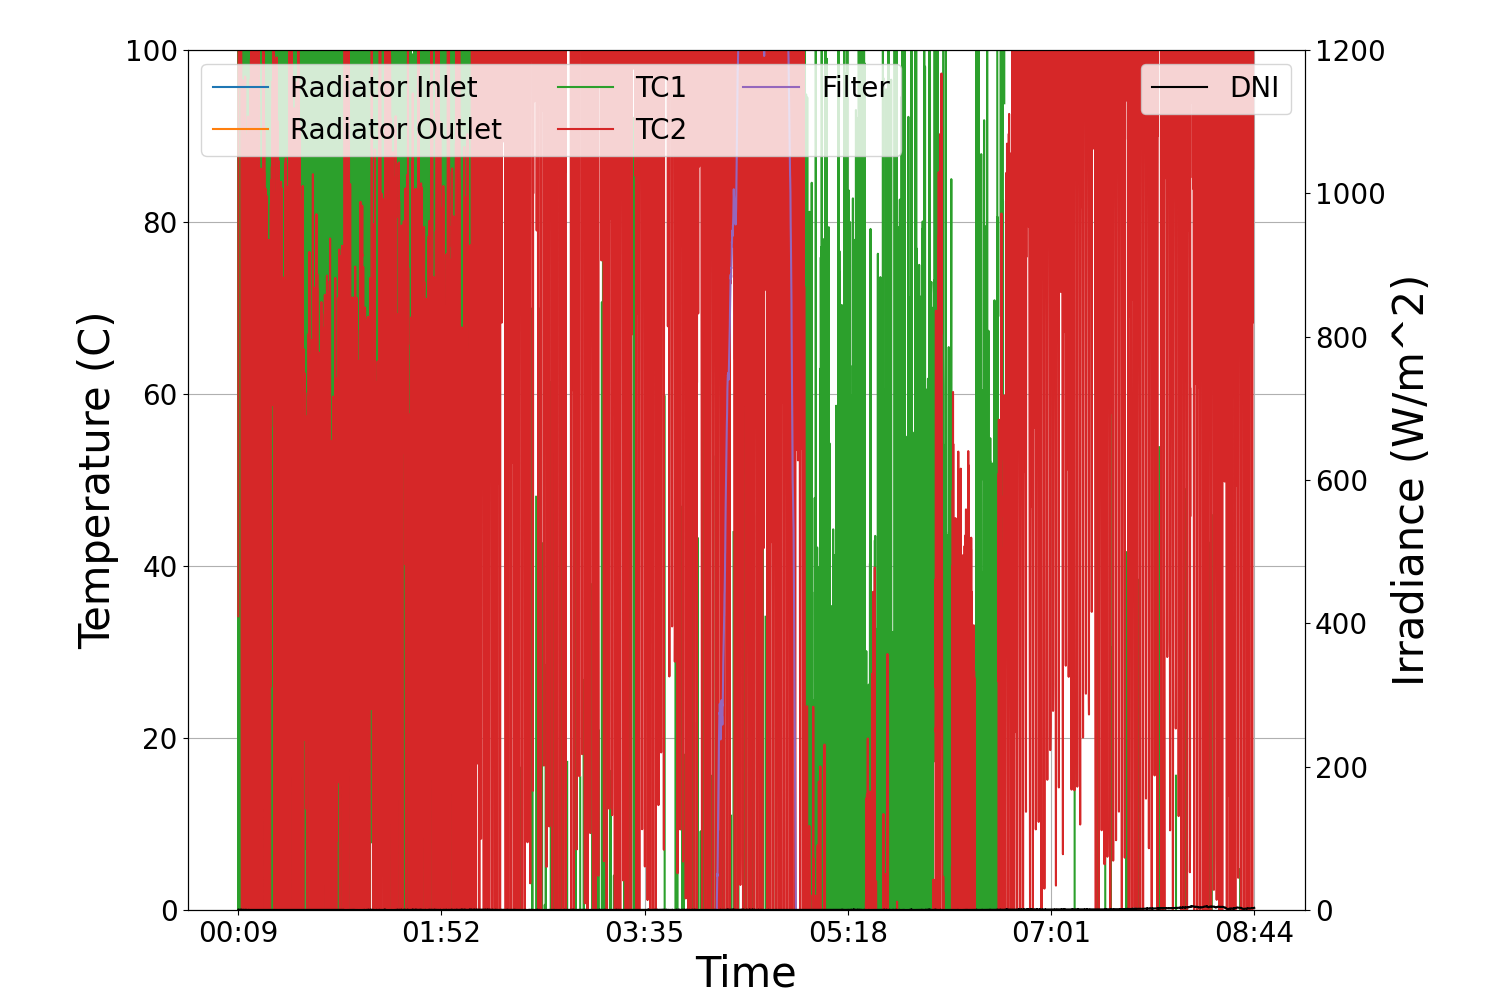 Radiator Inlet
Radiator Outlet
TC1
TC2
Filter
DNI
Temperature (C)
100
80
60
40
20
0
1200
1000
800
600
400
200
0
Irradiance (W/m^2)
00:09 01:52 03:35 05:18 07:01 08:44
Time